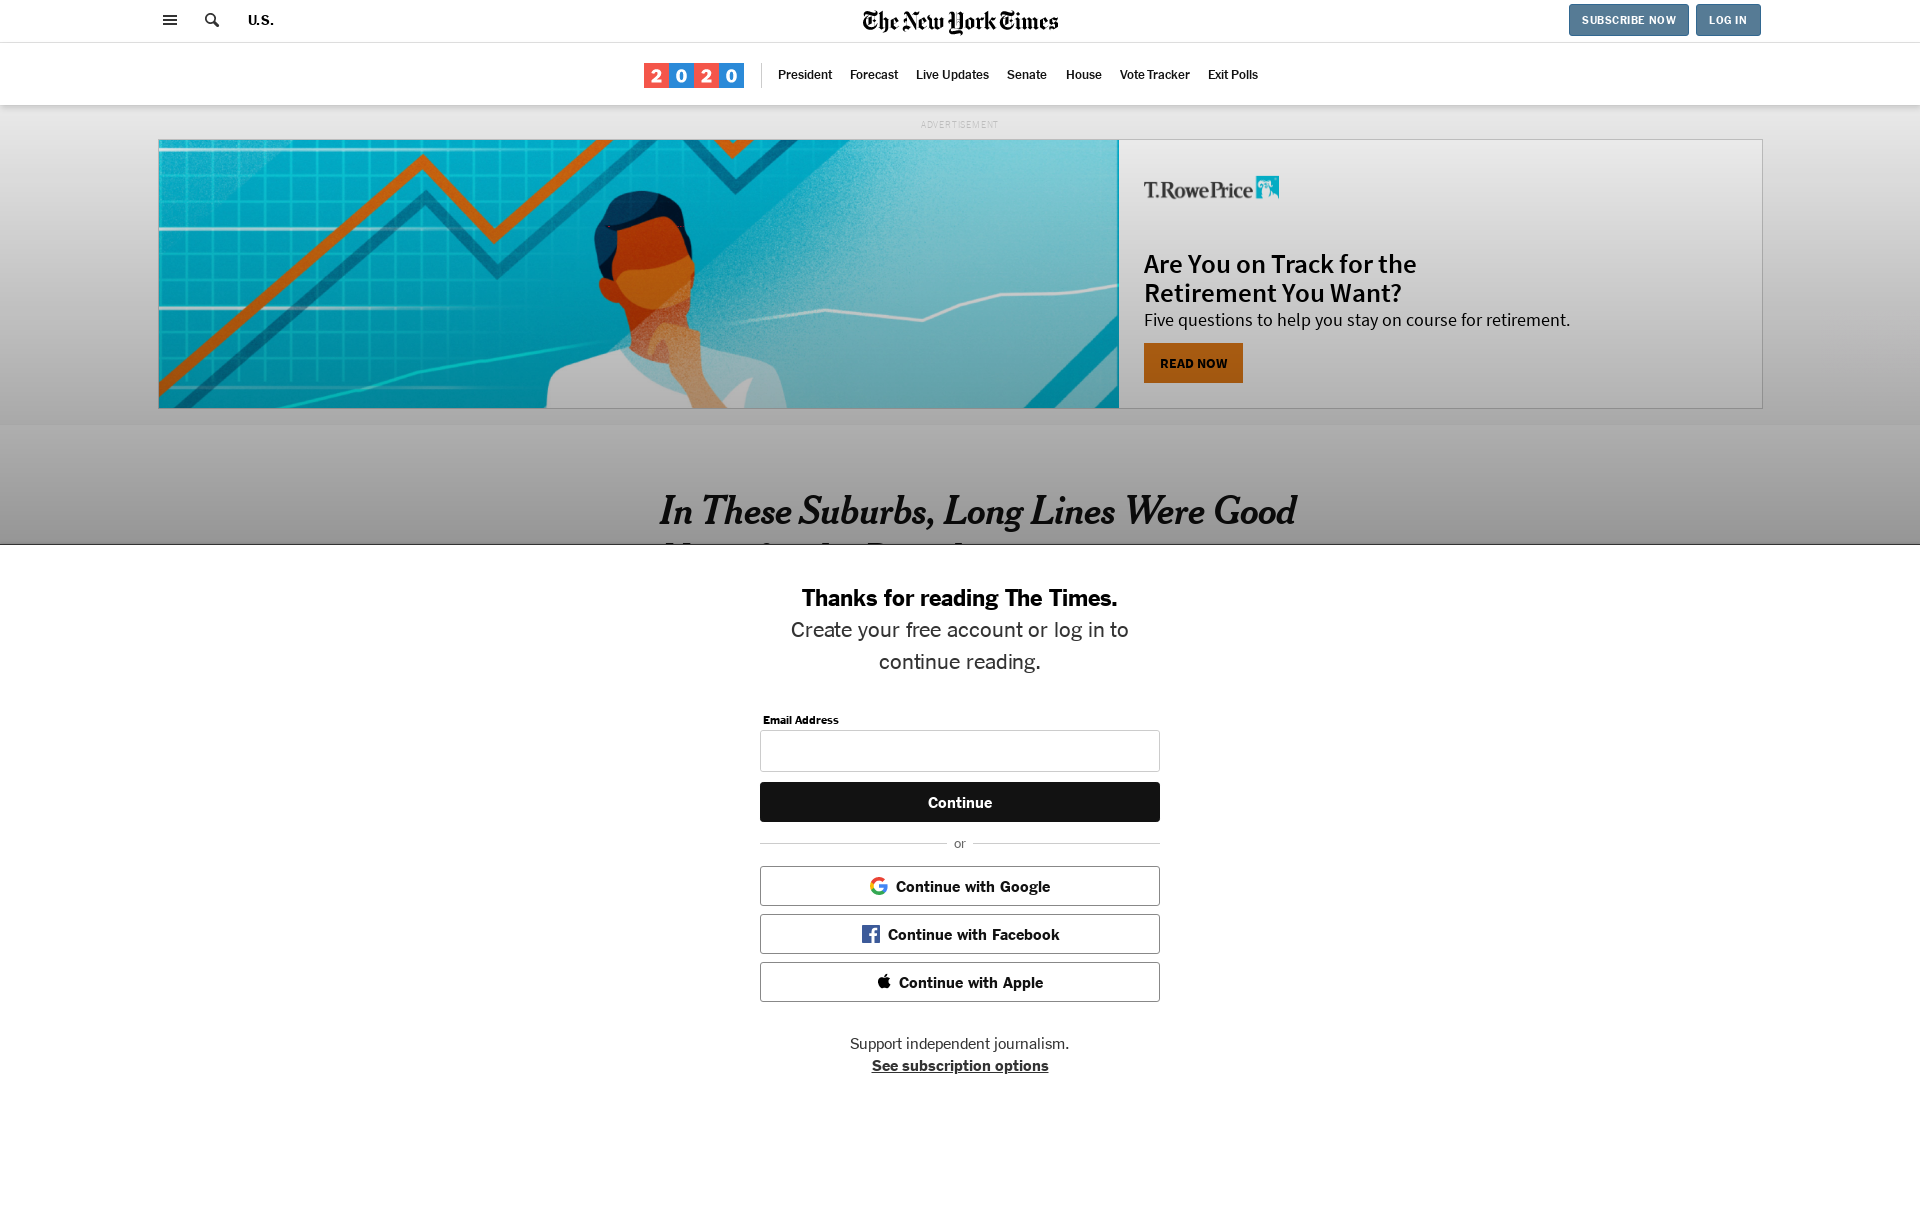 U.S.
The New York Times
SUBSCRIBE NOW
LOG IN
2020
President
Forecast
Live Updates
Senate
House
Vote Tracker
Exit Polls
ADVERTISEMENT
T.RowePrice
Are You on Track for the
Retirement You Want?
Five questions to help you stay on course for retirement.
READ NOW
In These Suburbs, Long Lines Were Good
Thanks for reading The Times.
Create your free account or log in to
continue reading.
Email Address
Continue
or
Continue with Google
Continue with Facebook
Continue with Apple
Support independent journalism.
See subscription options